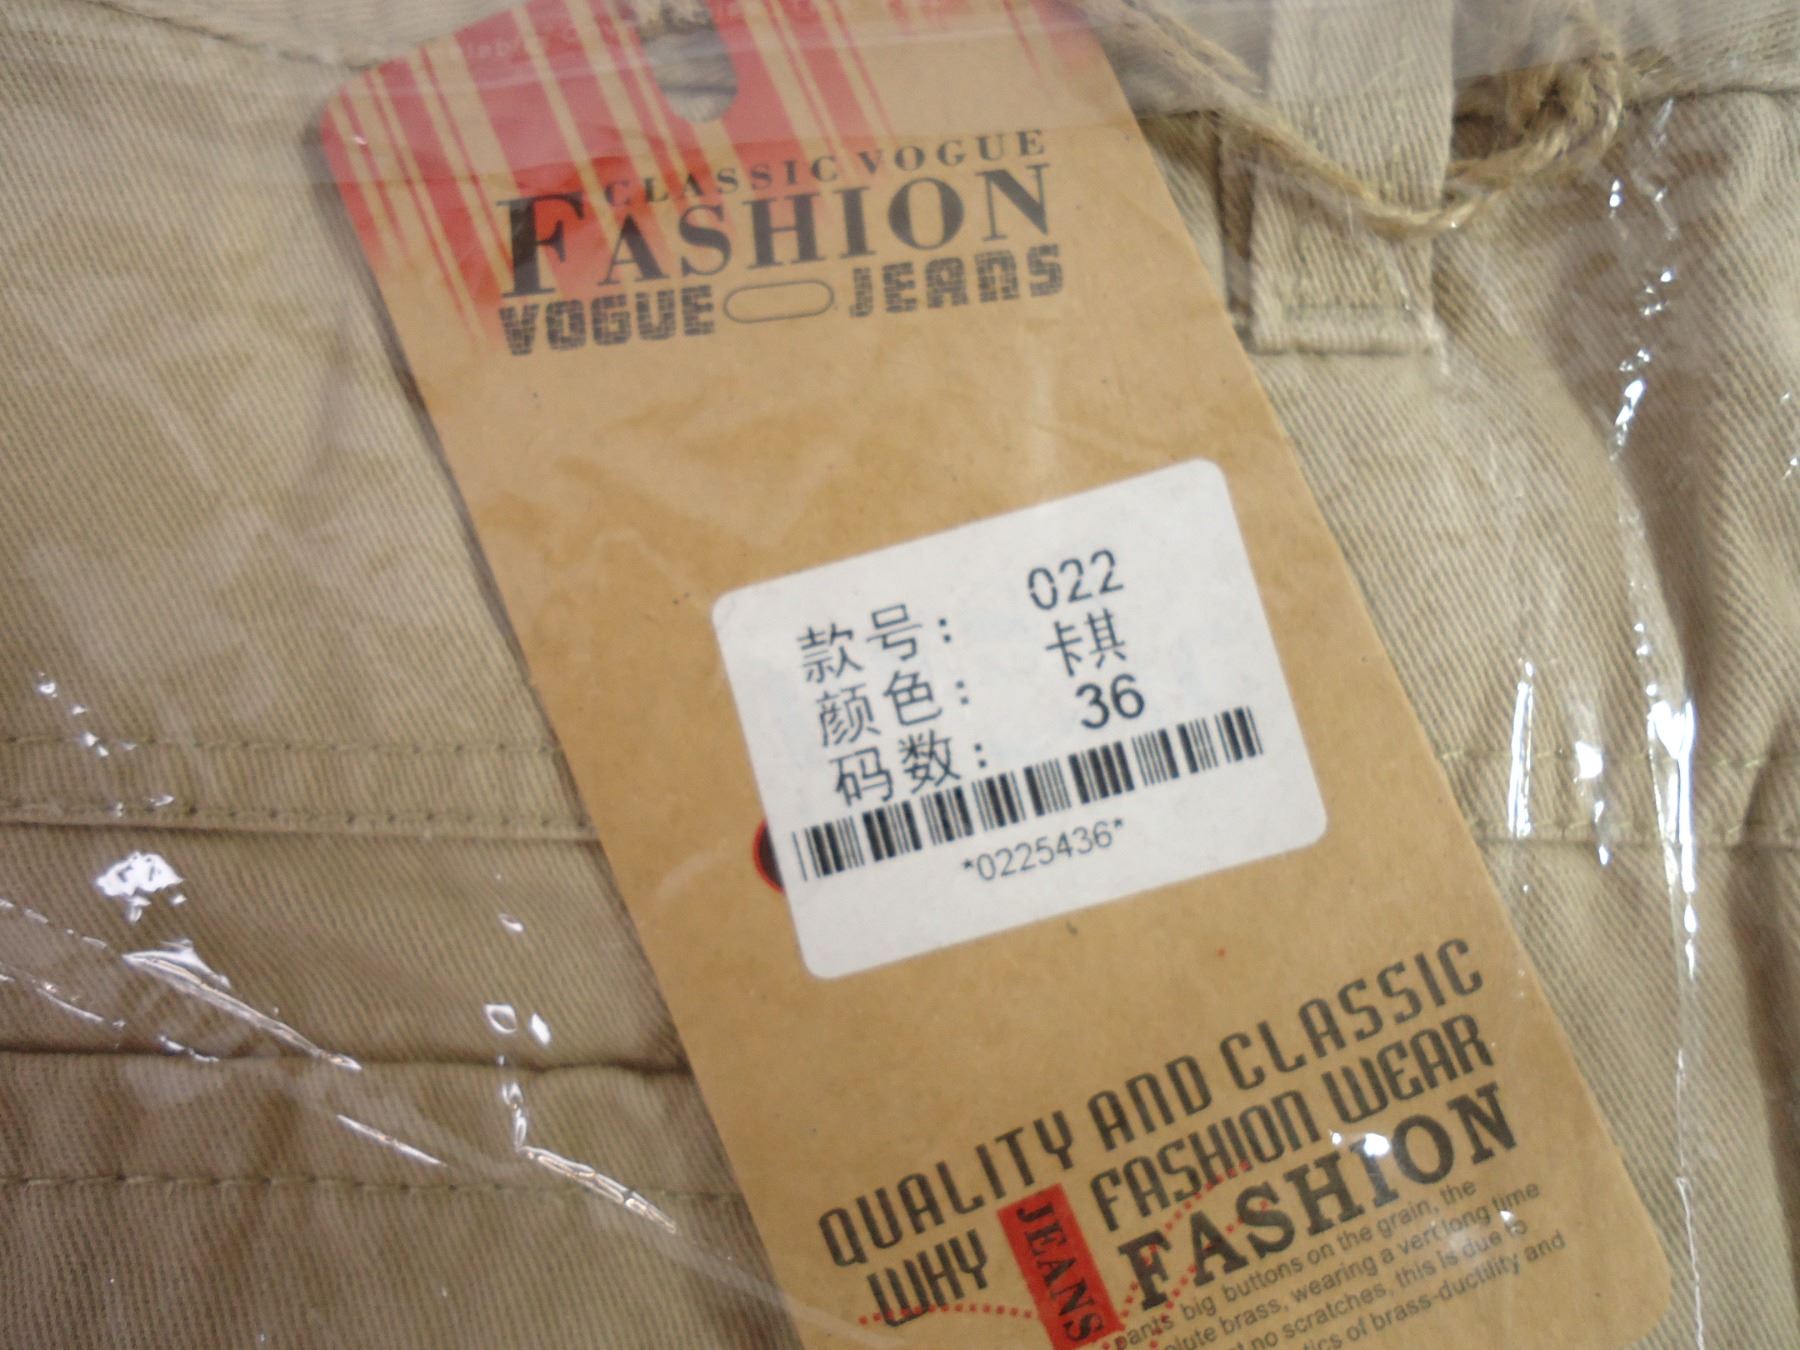 CLASSIC VOGUE
FASHION
VOGUE JEANS
款号: 022
颜色: 卡其
码数: 36
*0225436*
QUALITY AND CLASSIC
WHY JEANS FASHION WEAR
FASHION
pants big buttons on the grain, the
brass, wearing a very long time
no scratches, this is due to
of brass-ductility and